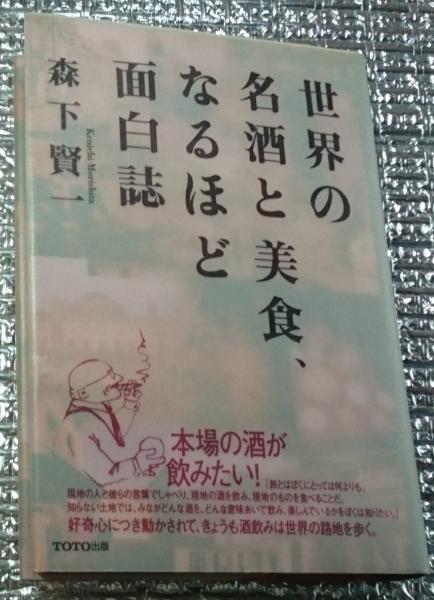 世界の
名酒と美食、
なるほど
面白誌
森下賢一
Kenichi Morishita
本場の酒が
飲みたい!
「旅とはぼくにとっては何よりも、
現地の人と彼らの言葉でしゃべり、現地の酒を飲み、現地のものを食べることだ。
知らない土地では、みながどんな酒を、どんな意味あいで飲み、楽しんでいるかをぼくは知りたい。」
好奇心につき動かされて、きょうも酒飲みは世界の路地を歩く。
TOTO出版